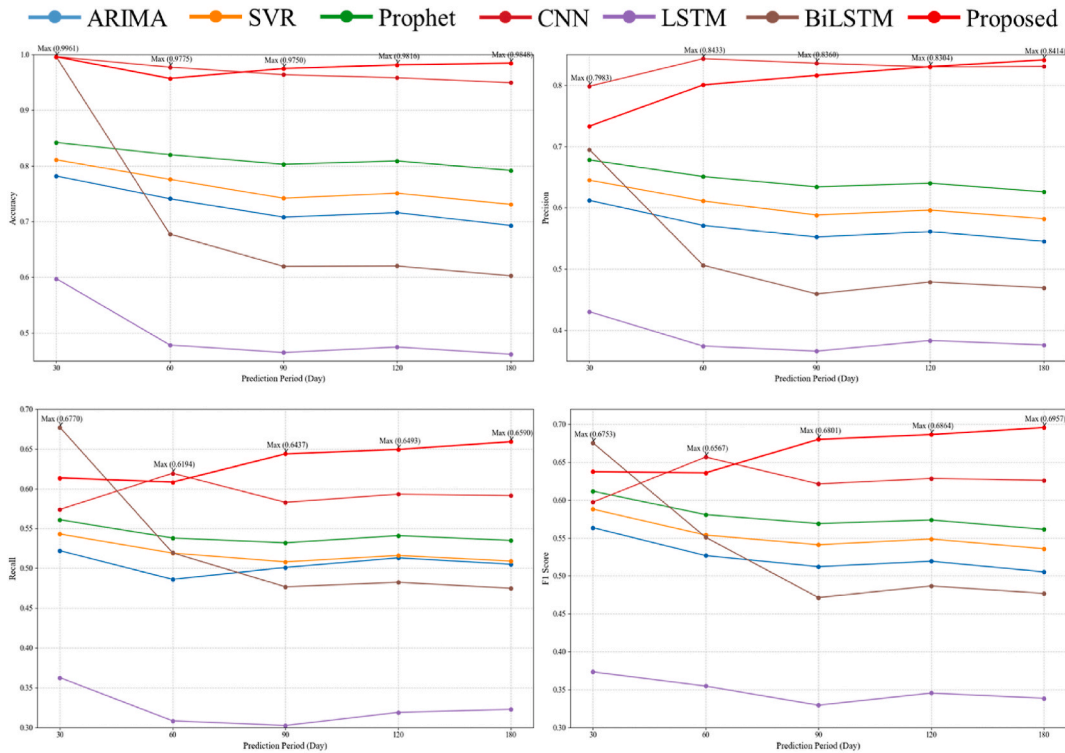 ARIMA SVR Prophet CNN LSTM BiLSTM Proposed
Max (0.9961)
Max (0.9775)
Max (0.9750)
Max (0.9816)
Max (0.9848)
1.0
0.9
0.8
0.7
0.6
0.5
Accuracy
30 60 90 120 180
Prediction Period (Day)
Max (0.7983)
Max (0.8433)
Max (0.8360)
Max (0.8304)
Max (0.8414)
0.8
0.7
0.6
0.5
0.4
Precision
30 60 90 120 180
Prediction Period (Day)
Max (0.6770)
Max (0.6194)
Max (0.6437)
Max (0.6493)
Max (0.6590)
0.70
0.65
0.60
0.55
0.50
0.45
0.40
0.35
0.30
Recall
30 60 90 120 180
Prediction Period (Day)
Max (0.6753)
Max (0.6567)
Max (0.6801)
Max (0.6864)
Max (0.6957)
0.70
0.65
0.60
0.55
0.50
0.45
0.40
0.35
0.30
F1 Score
30 60 90 120 180
Prediction Period (Day)